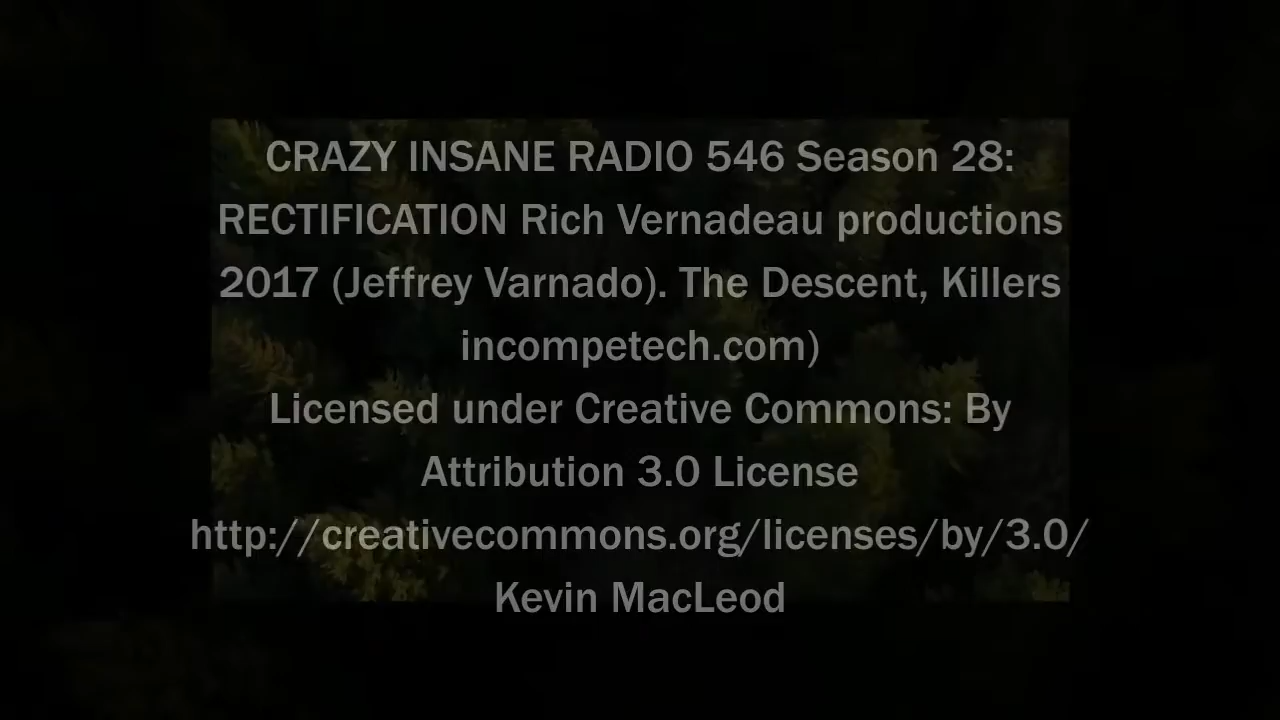 CRAZY INSANE RADIO 546 Season 28:
RECTIFICATION Rich Vernadeau productions
2017 (Jeffrey Varnado). The Descent, Killers
incompetech.com)
Licensed under Creative Commons: By
Attribution 3.0 License
http://creativecommons.org/licenses/by/3.0/
Kevin MacLeod